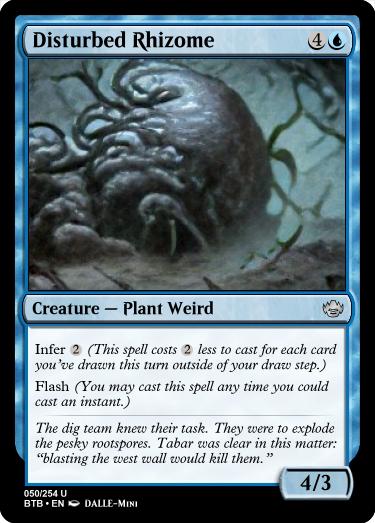 Disturbed Rhizome 4
Creature — Plant Weird
Infer 2 (This spell costs 2 less to cast for each card
you've drawn this turn outside of your draw step.)
Flash (You may cast this spell any time you could
cast an instant.)
The dig team knew their task. They were to explode
the pesky rootspores. Tabar was clear in this matter:
“blasting the west wall would kill them.”
4/3
050/254 U
BTB • EN DALLE-Mini